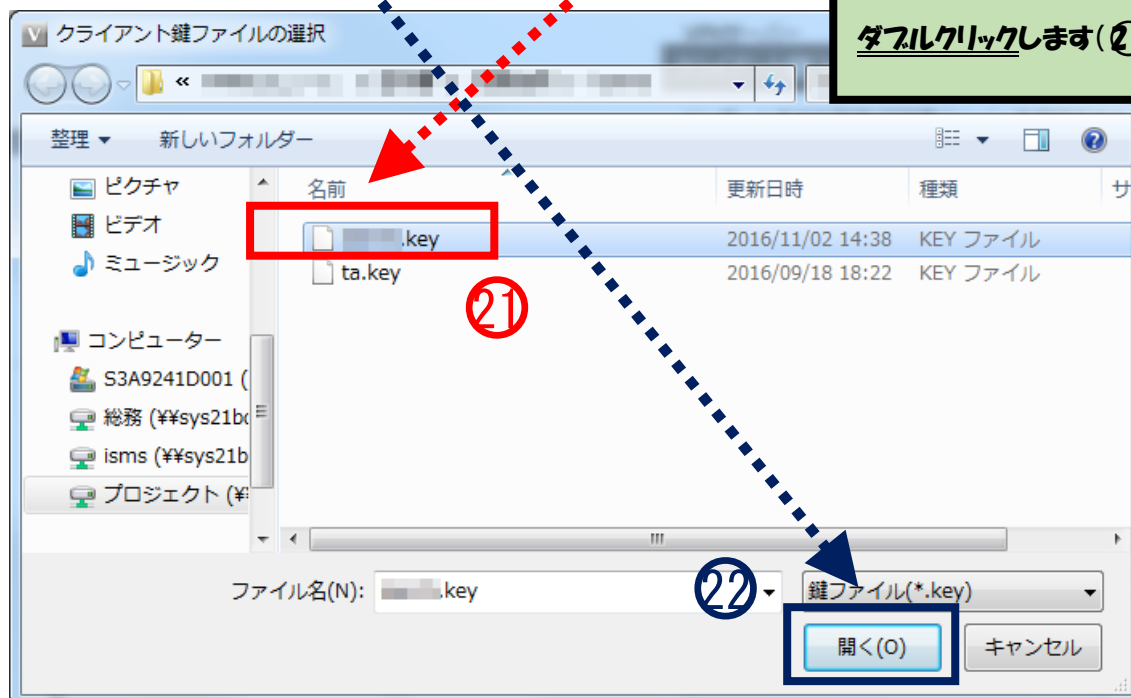 クライアント鍵ファイルの選択
ダブルクリックします(
«
整理 ▼ 新しいフォルダー
ピクチャ
ビデオ
ミュージック
コンピューター
S3A9241D001 (
総務 (¥¥sys21b
isms (¥¥sys21b
プロジェクト (¥
名前 更新日時 種類 サ
.key 2016/11/02 14:38 KEY ファイル
ta.key 2016/09/18 18:22 KEY ファイル
㉑
ファイル名(N): .key
㉒
鍵ファイル(*.key)
開く(O) キャンセル